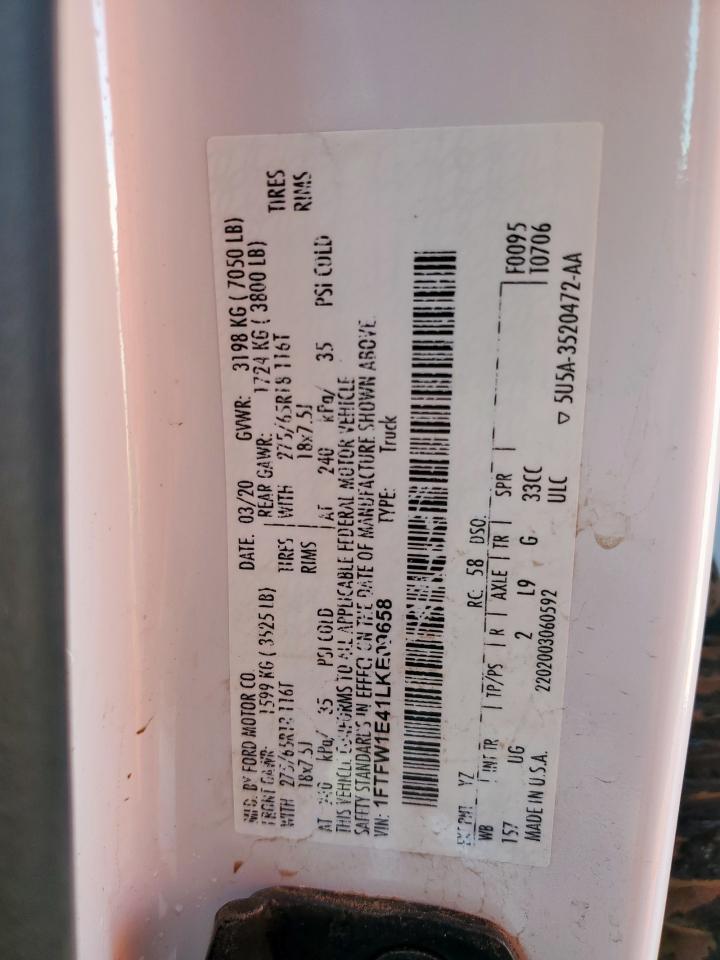 MFD. BY FORD MOTOR CO. DATE: 03/20 GVWR: 3198 KG ( 7050 LB)
FRONT GAWR: 1599 KG ( 3525 LB) REAR GAWR: 1724 KG ( 3800 LB)
WITH 275/65R18 116T TIRES WITH 275/65R18 116T TIRES
18x7.5J RIMS 18x7.5J RIMS
AT 240 kPa/ 35 PSI COLD AT 240 kPa/ 35 PSI COLD
THIS VEHICLE CONFORMS TO ALL APPLICABLE FEDERAL MOTOR VEHICLE
SAFETY STANDARDS IN EFFECT ON THE DATE OF MANUFACTURE SHOWN ABOVE.
VIN: TYPE: Truck
EXT PNT: YZ RC: 58 DSO:
WB INT TR TP/PS R AXLE TR SPR F0095
157 UG 2 L9 G 33CC T0706
MADE IN U.S.A. 2202003060592 ULC
▽ 5U5A-3520472-AA